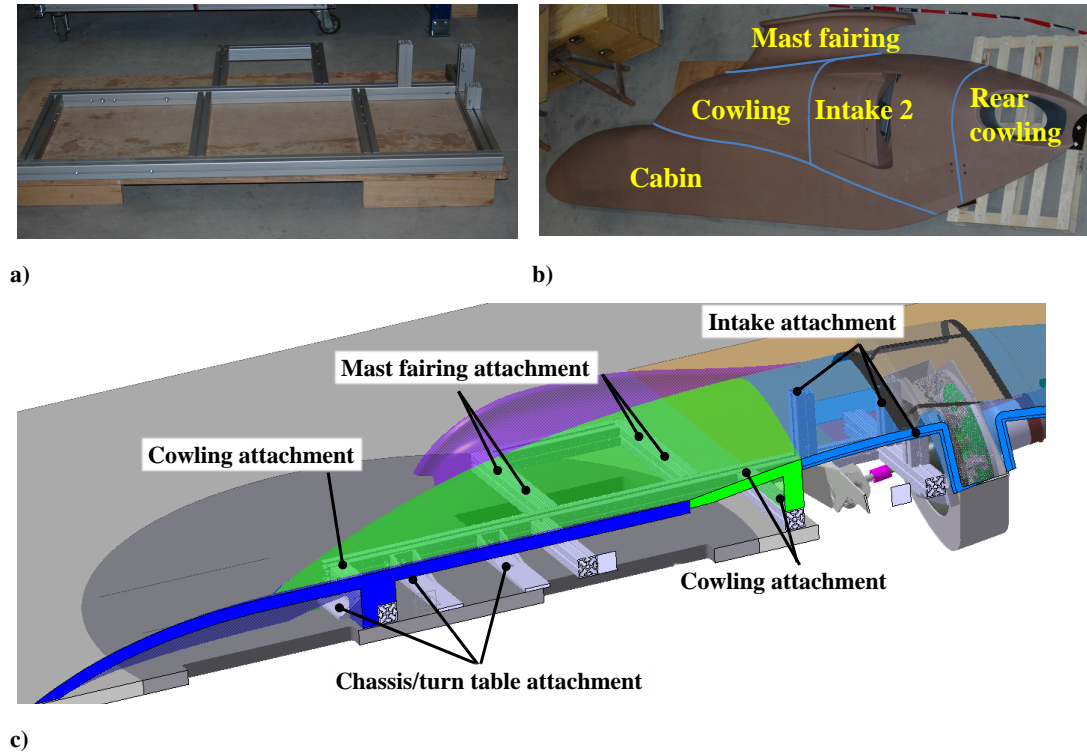 Mast fairing
Cowling
Intake 2
Rear
cowling
Cabin
a)
b)
Intake attachment
Mast fairing attachment
Cowling attachment
Cowling attachment
Chassis/turn table attachment
c)